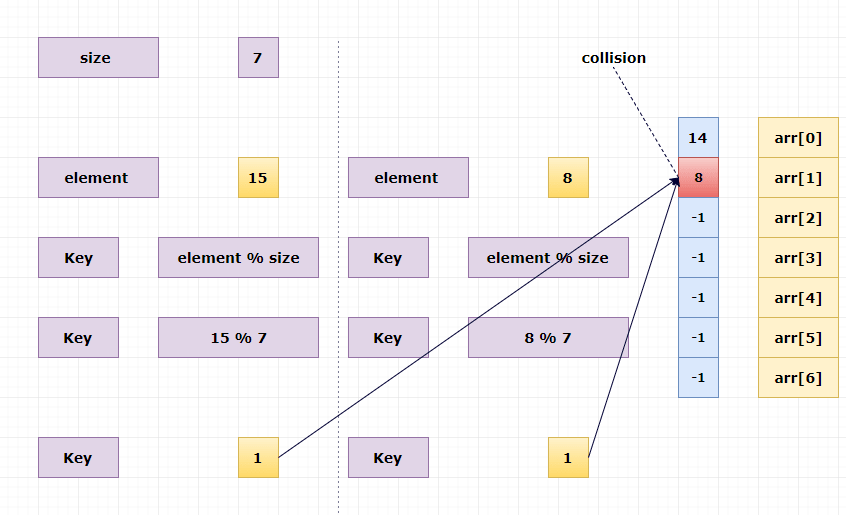 size 7
collision
14 arr[0]
element 15 element 8 8 arr[1]
-1 arr[2]
Key element % size Key element % size -1 arr[3]
-1 arr[4]
Key 15 % 7 Key 8 % 7 -1 arr[5]
-1 arr[6]
Key 1 Key 1